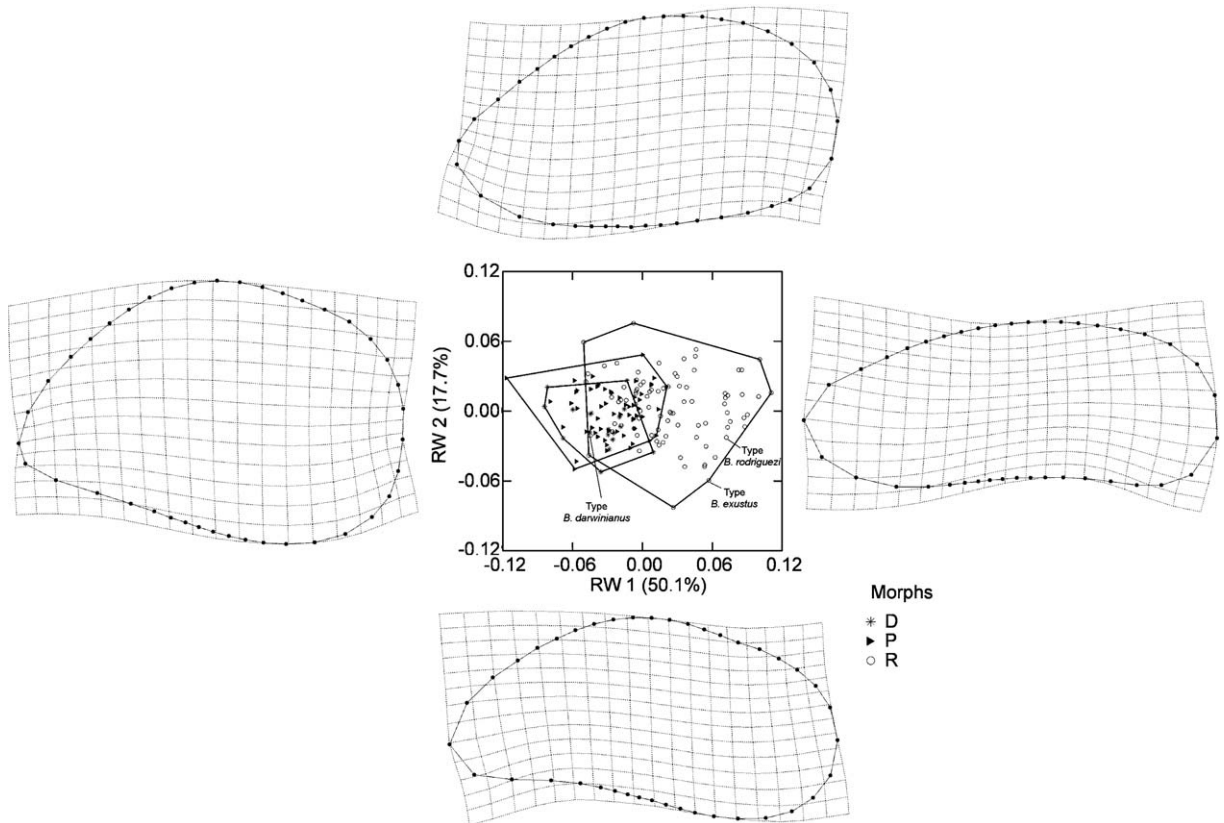 0.12
0.06
0.00
-0.06
-0.12
RW 2 (17.7%)
Type
B. rodriguezi
Type
B. exustus
Type
B. darwinianus
-0.12 -0.06 0.00 0.06 0.12
RW 1 (50.1%)
Morphs
D
P
R